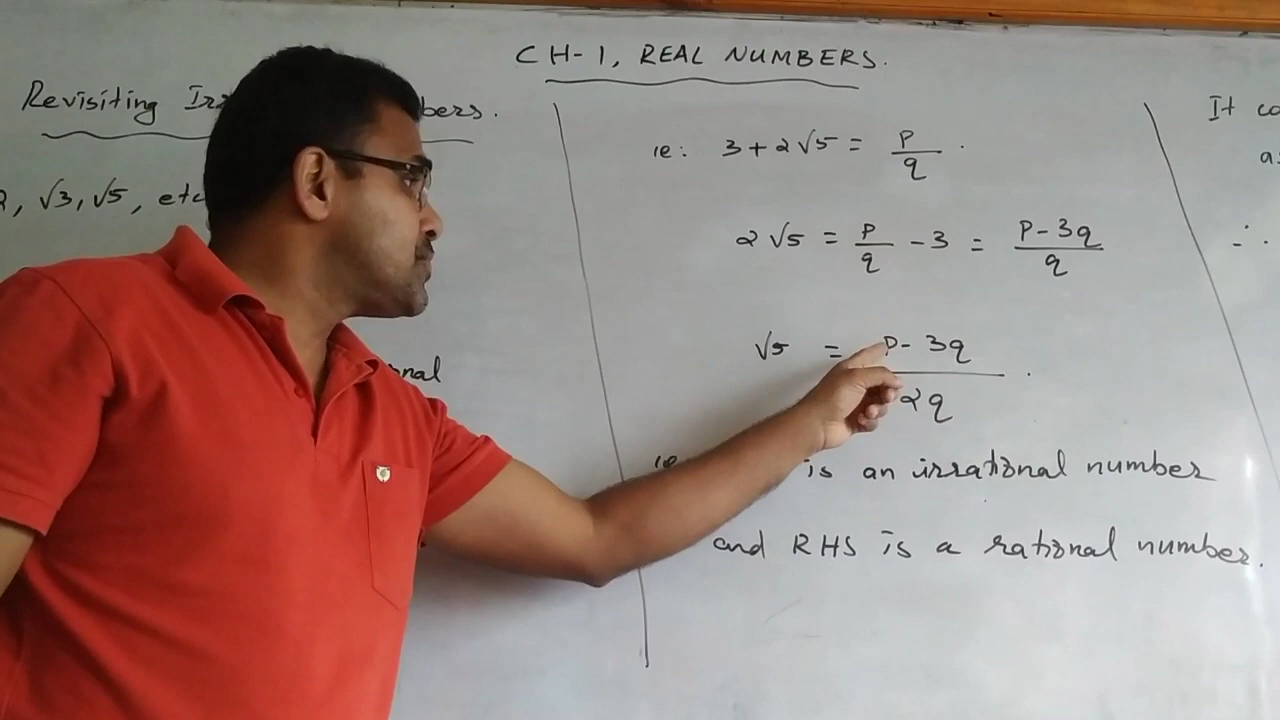 CH-1, REAL NUMBERS.
Revisiting
√3, √5, etc
ie: 3+2√5 = p/q.
2√5 = p/q - 3 = p-3q/q
√5 = p-3q/2q.
ie: is an irrational number
and RHS is a rational number.
It
∴